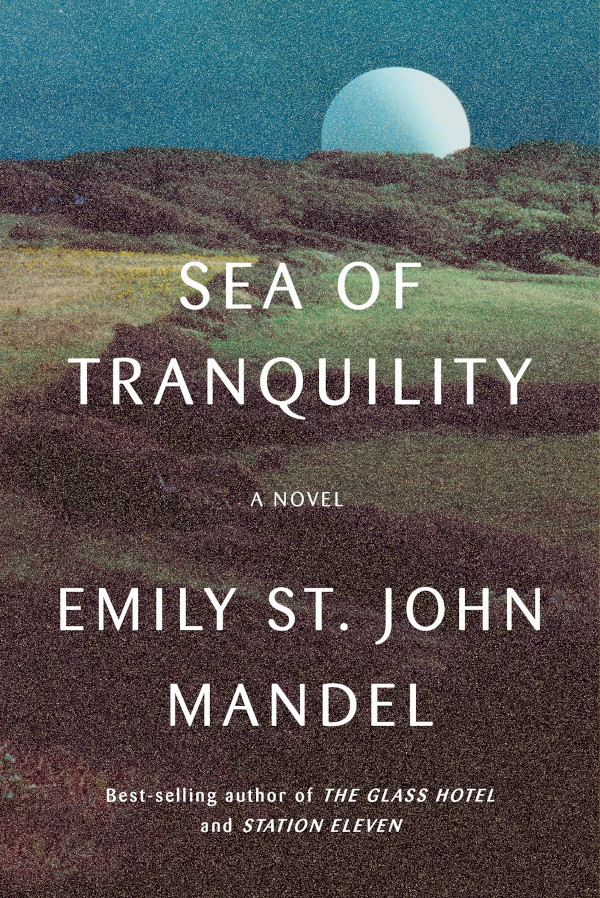 SEA OF
TRANQUILITY
A NOVEL
EMILY ST. JOHN
MANDEL
Best-selling author of THE GLASS HOTEL
and STATION ELEVEN